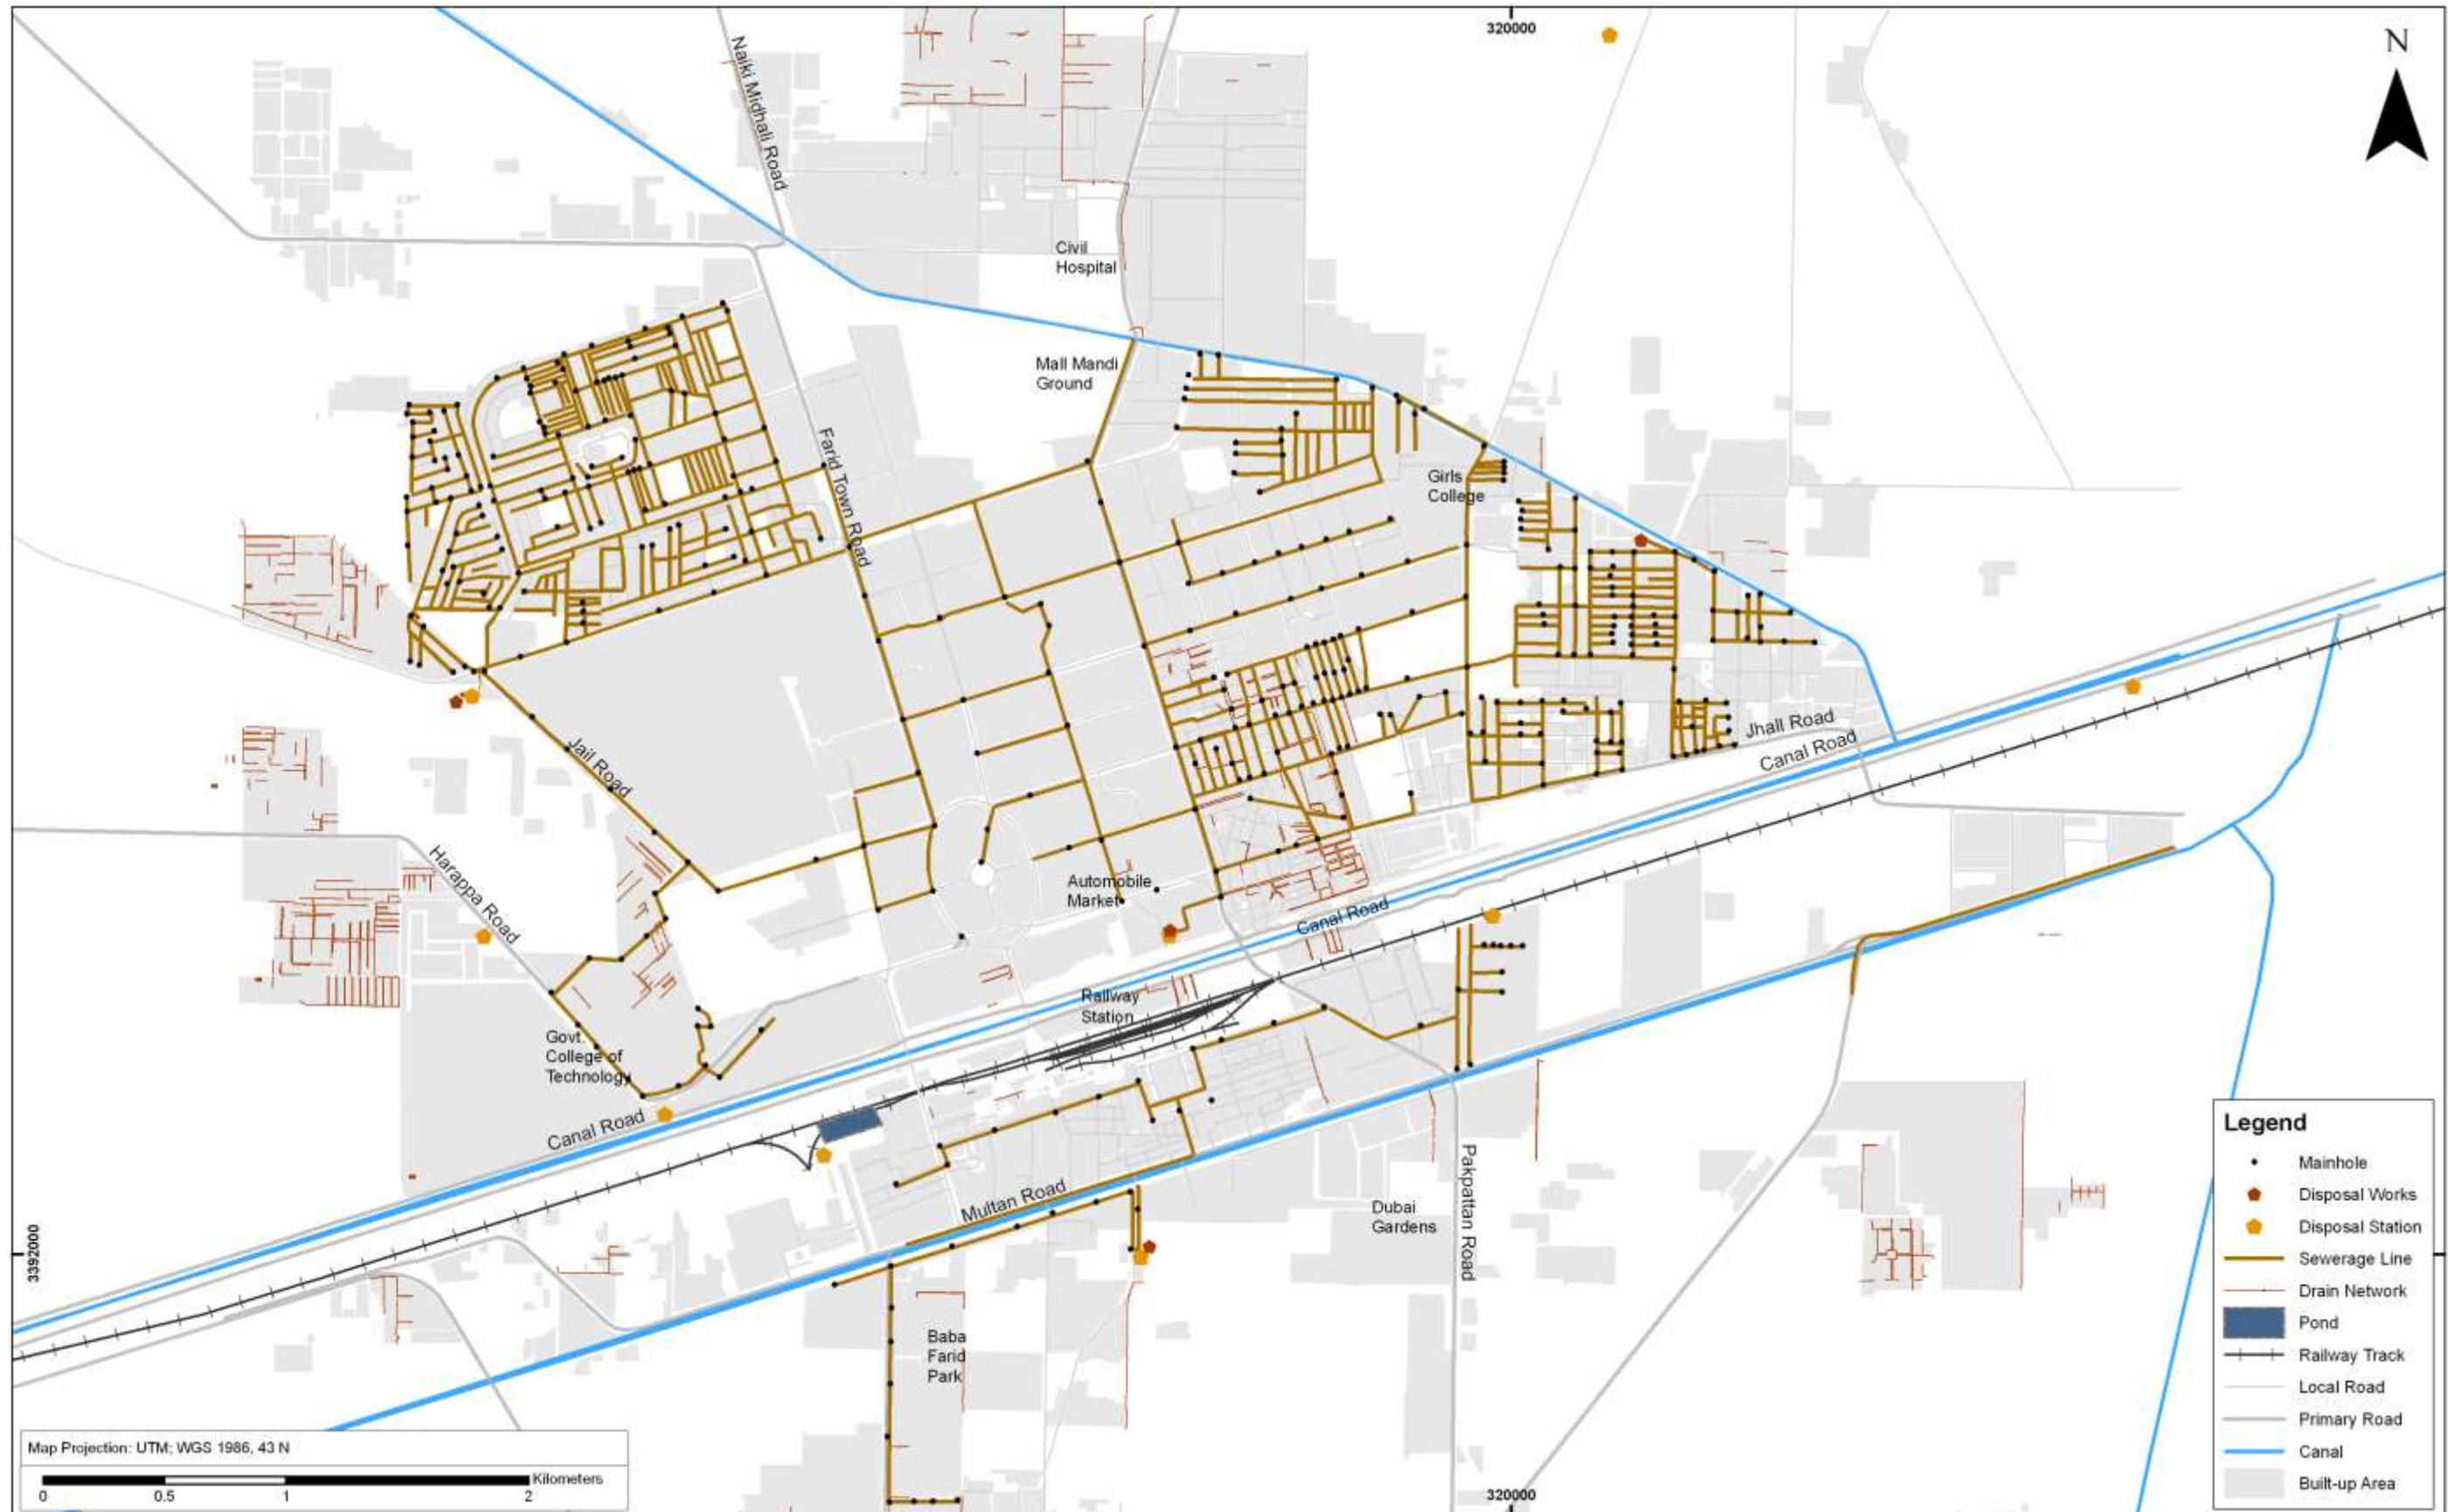 320000
N
Naiki Midhali Road
Civil
Hospital
Mall Mandi
Ground
Farid Town Road
Girls
College
Jail Road
Jhall Road
Canal Road
Harappa Road
Automobile
Market
Canal Road
Railway
Station
Govt.
College of
Technology
Canal Road
Multan Road
Pakpattan Road
Dubai
Gardens
3392000
Baba
Farid
Park
Legend
Mainhole
Disposal Works
Disposal Station
Sewerage Line
Drain Network
Pond
Railway Track
Local Road
Primary Road
Canal
Built-up Area
Map Projection: UTM; WGS 1986, 43 N
Kilometers
0 0.5 1 2
320000